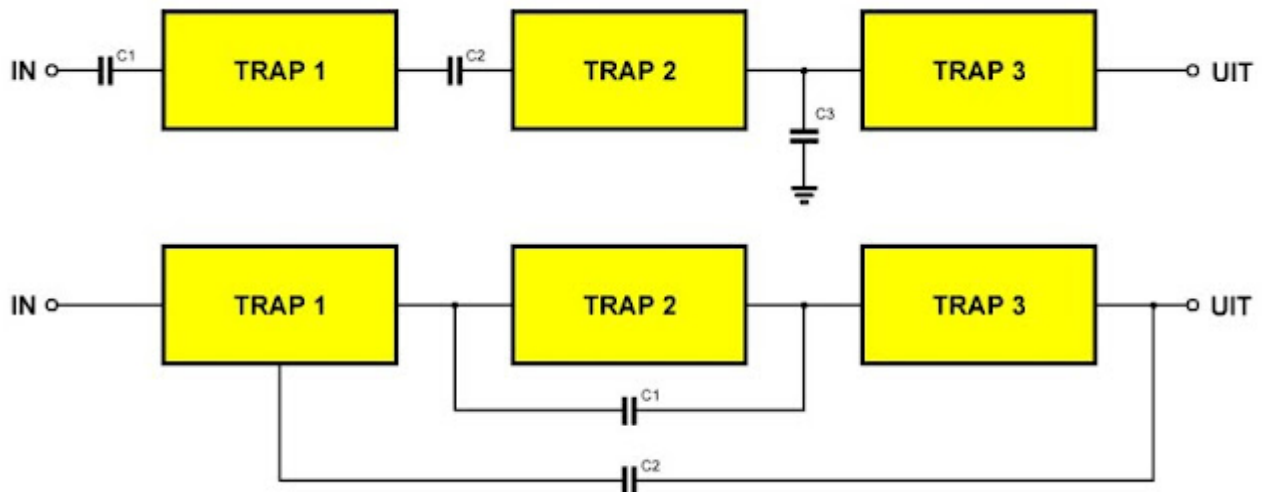 IN C1 TRAP 1 C2 TRAP 2 TRAP 3 UIT
C3
IN TRAP 1 TRAP 2 TRAP 3 UIT
C1
C2